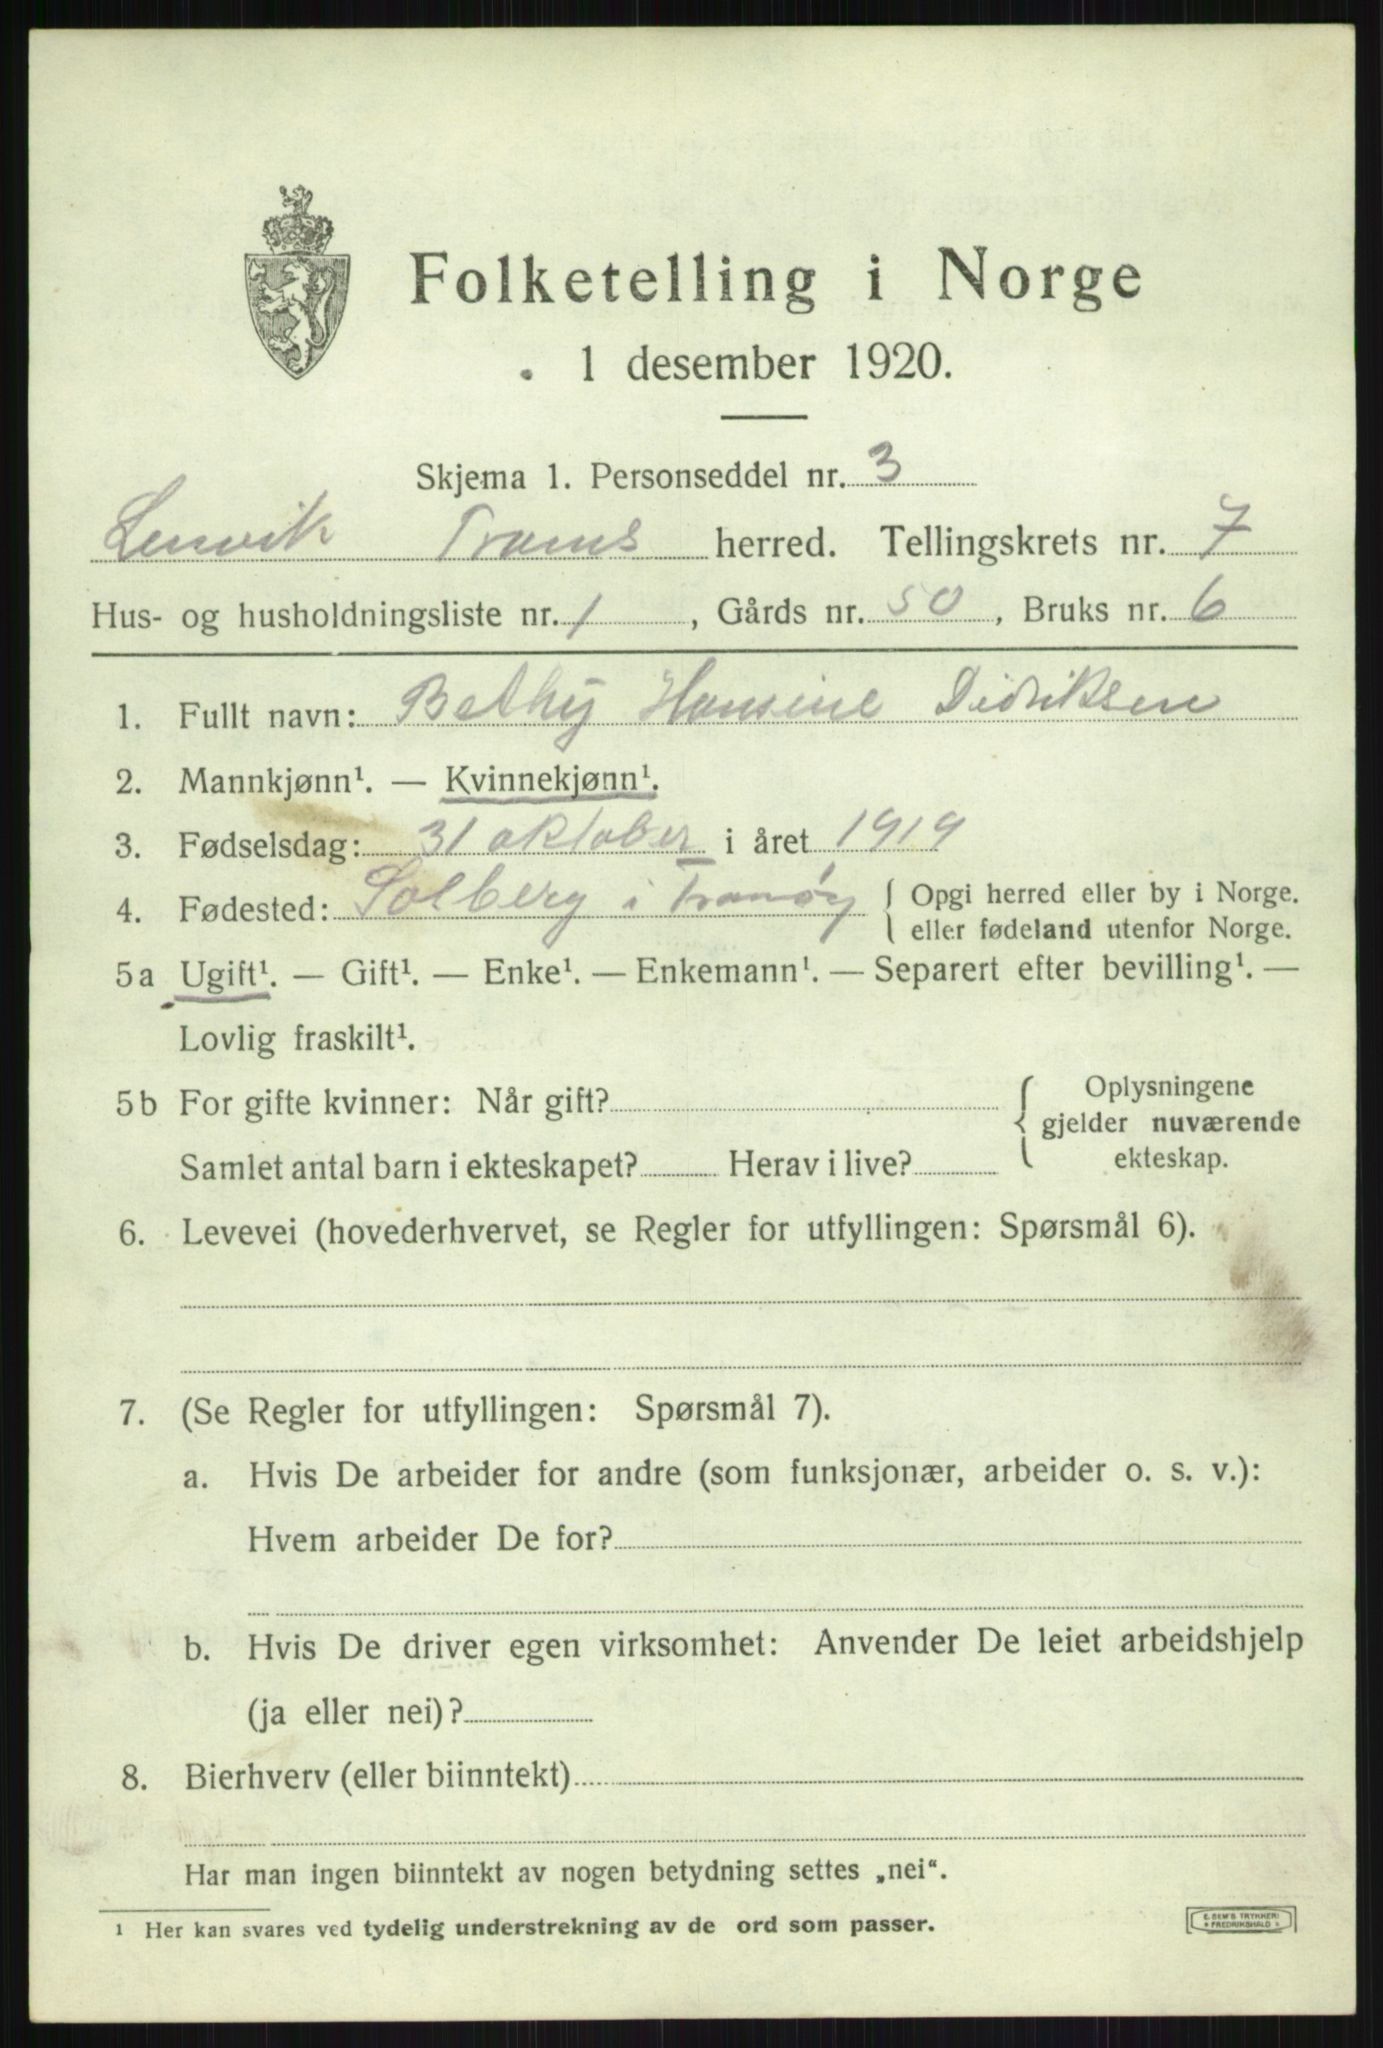 Folketelling i Norge
1 desember 1920.
Skjema 1. Personseddel nr. 3
Lenvik Troms herred. Tellingskrets nr. 7
Hus- og husholdningsliste nr. 1, Gårds nr. 50, Bruks nr. 6
1. Fullt navn: Bethy Hansine Didriksen
2. Mannkjønn¹. — Kvinnekjønn¹.
3. Fødselsdag: 31 oktober i året 1919
4. Fødested: Solberg i Tranøy { Opgi herred eller by i Norge.
eller fødeland utenfor Norge.
5a Ugift¹. — Gift¹. — Enke¹. — Enkemann¹. — Separert efter bevilling¹. —
Lovlig fraskilt¹.
5b For gifte kvinner: Når gift? { Oplysningene
gjelder nuværende
Samlet antal barn i ekteskapet? Herav i live? ekteskap.
6. Levevei (hovederhvervet, se Regler for utfyllingen: Spørsmål 6).
7. (Se Regler for utfyllingen: Spørsmål 7).
a. Hvis De arbeider for andre (som funksjonær, arbeider o. s. v.):
Hvem arbeider De for?
b. Hvis De driver egen virksomhet: Anvender De leiet arbeidshjelp
(ja eller nei)?
8. Bierhverv (eller biinntekt)
Har man ingen biinntekt av nogen betydning settes „nei“.
¹ Her kan svares ved tydelig understrekning av de ord som passer.
E. SEM'S TRYKKERI
* FREDRIKSHALD *